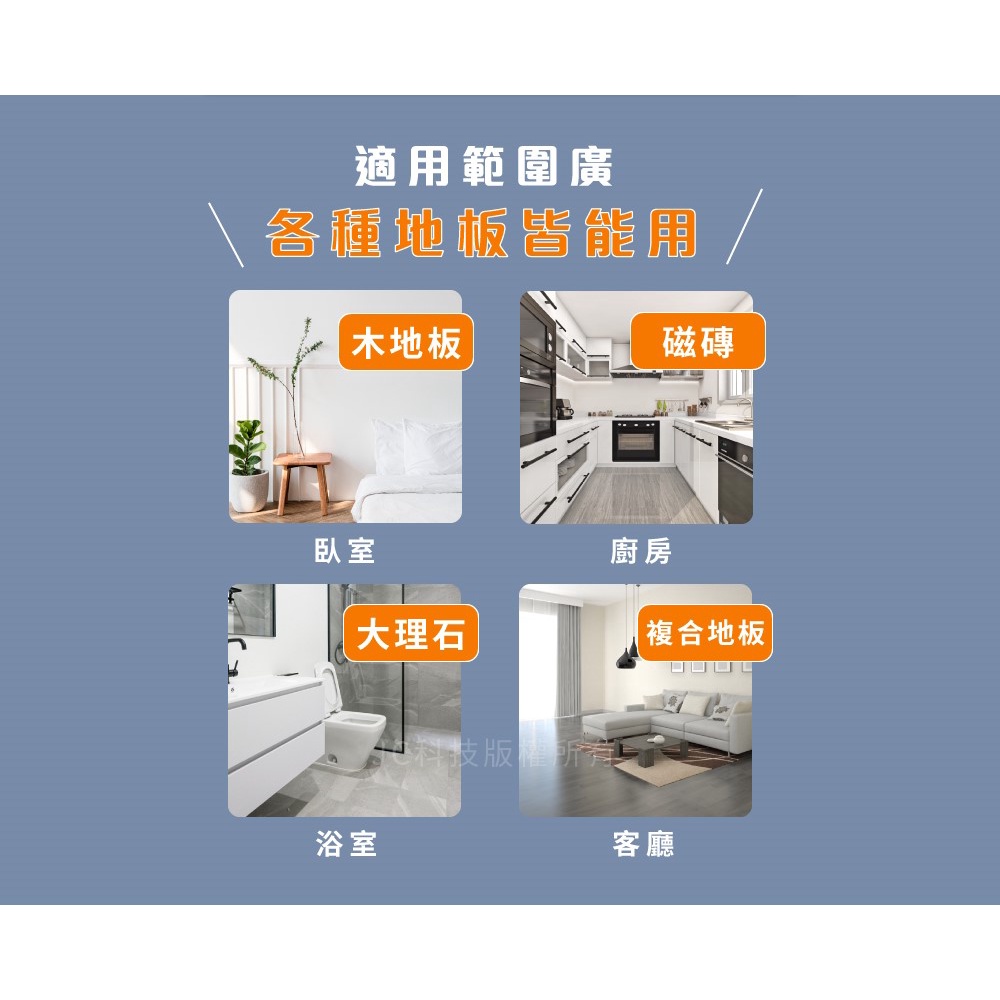 適用範圍廣
各種地板皆能用
木地板
磁磚
臥室
廚房
大理石
複合地板
JC科技版權所有
浴室
客廳